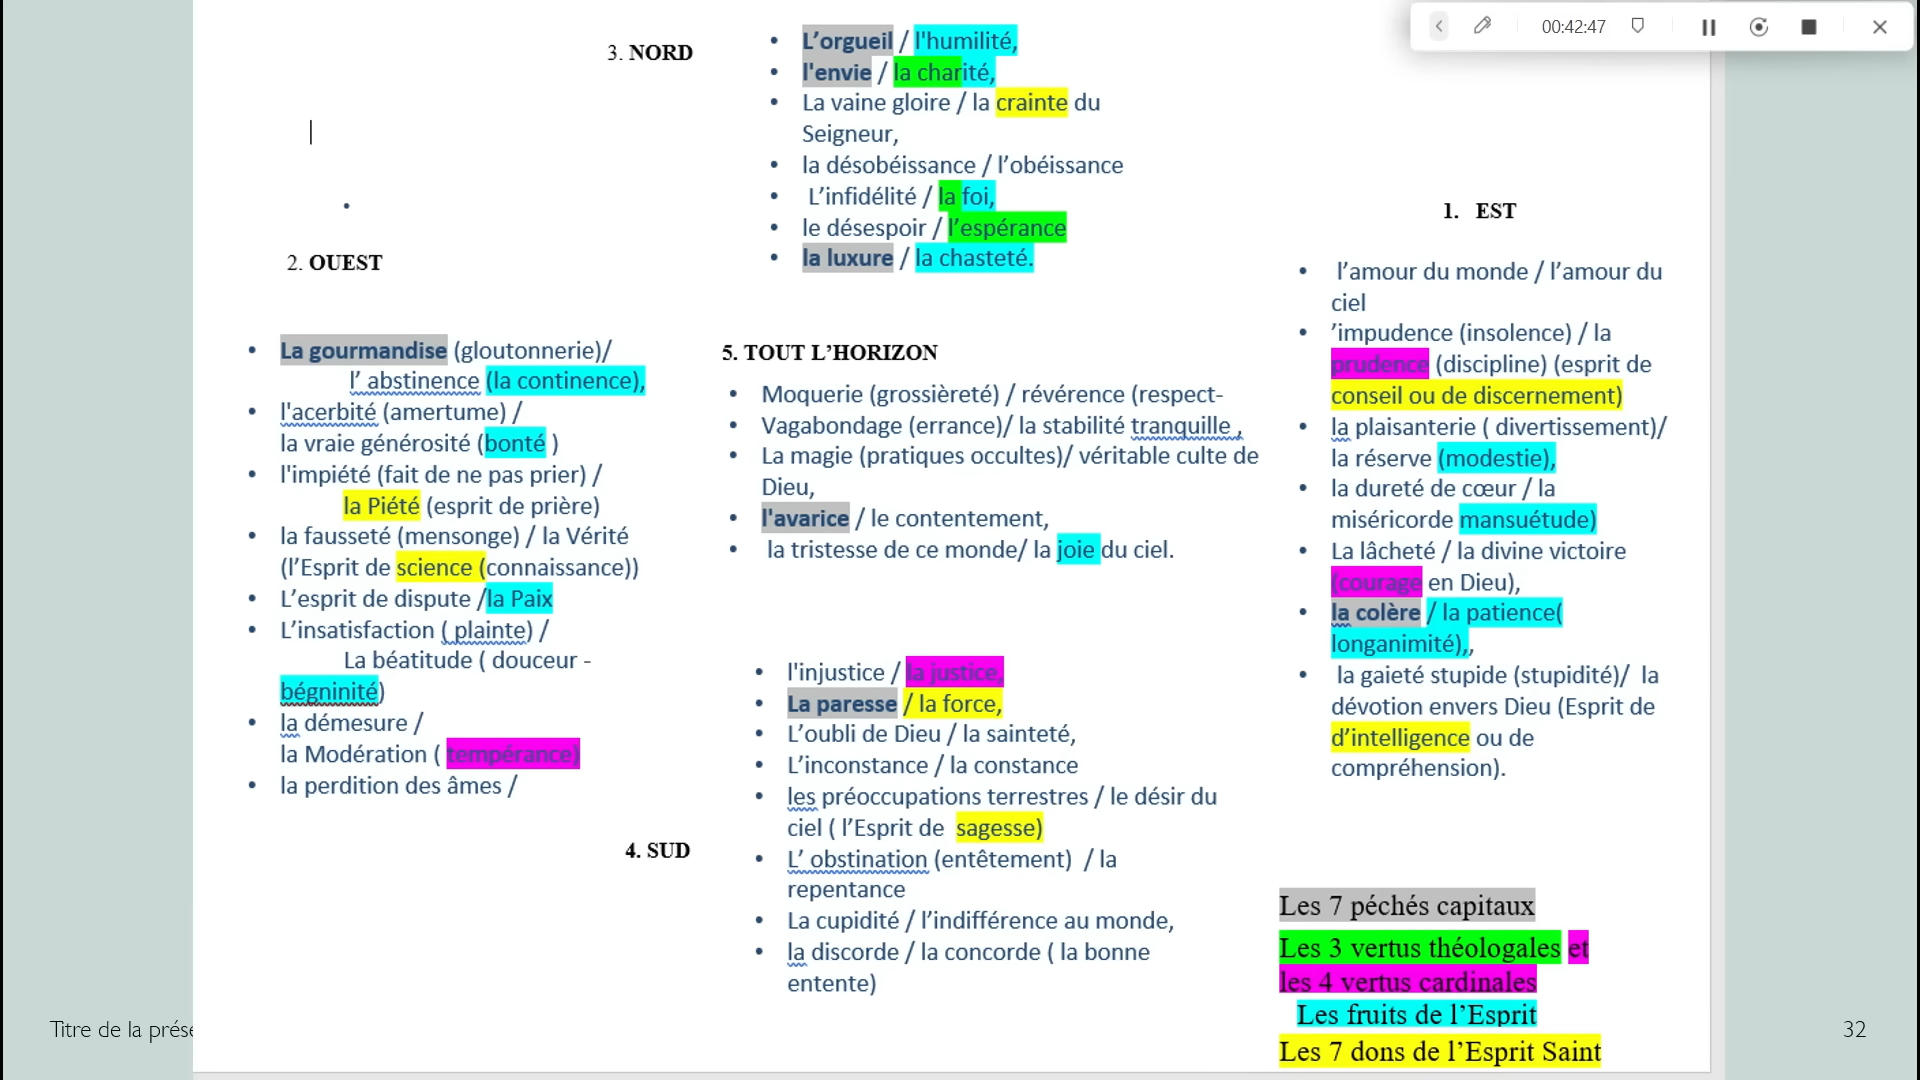 00:42:47
3. NORD
• L’orgueil / l'humilité,
• l'envie / la charité,
• La vaine gloire / la crainte du
Seigneur,
• la désobéissance / l’obéissance
• L’infidélité / la foi,
• le désespoir / l’espérance
• la luxure / la chasteté.
1. EST
• l’amour du monde / l’amour du
ciel
• ’impudence (insolence) / la
prudence (discipline) (esprit de
conseil ou de discernement)
• la plaisanterie ( divertissement)/
la réserve (modestie),
• la dureté de cœur / la
miséricorde mansuétude)
• La lâcheté / la divine victoire
(courage en Dieu),
• la colère / la patience(
longanimité),,
• la gaieté stupide (stupidité)/ la
dévotion envers Dieu (Esprit de
d’intelligence ou de
compréhension).
2. OUEST
• La gourmandise (gloutonnerie)/
l’ abstinence (la continence),
• l'acerbité (amertume) /
la vraie générosité (bonté )
• l'impiété (fait de ne pas prier) /
la Piété (esprit de prière)
• la fausseté (mensonge) / la Vérité
(l’Esprit de science (connaissance))
• L’esprit de dispute /la Paix
• L’insatisfaction ( plainte) /
La béatitude ( douceur -
bégninité)
• la démesure /
la Modération ( tempérance)
• la perdition des âmes /
5. TOUT L’HORIZON
• Moquerie (grossièreté) / révérence (respect-
• Vagabondage (errance)/ la stabilité tranquille ,
• La magie (pratiques occultes)/ véritable culte de
Dieu,
• l'avarice / le contentement,
• la tristesse de ce monde/ la joie du ciel.
4. SUD
• l'injustice / la justice,
• La paresse / la force,
• L’oubli de Dieu / la sainteté,
• L’inconstance / la constance
• les préoccupations terrestres / le désir du
ciel ( l’Esprit de sagesse)
• L’ obstination (entêtement) / la
repentance
• La cupidité / l’indifférence au monde,
• la discorde / la concorde ( la bonne
entente)
Les 7 péchés capitaux
Les 3 vertus théologales et
les 4 vertus cardinales
Les fruits de l’Esprit
Les 7 dons de l’Esprit Saint
Titre de la prése
32